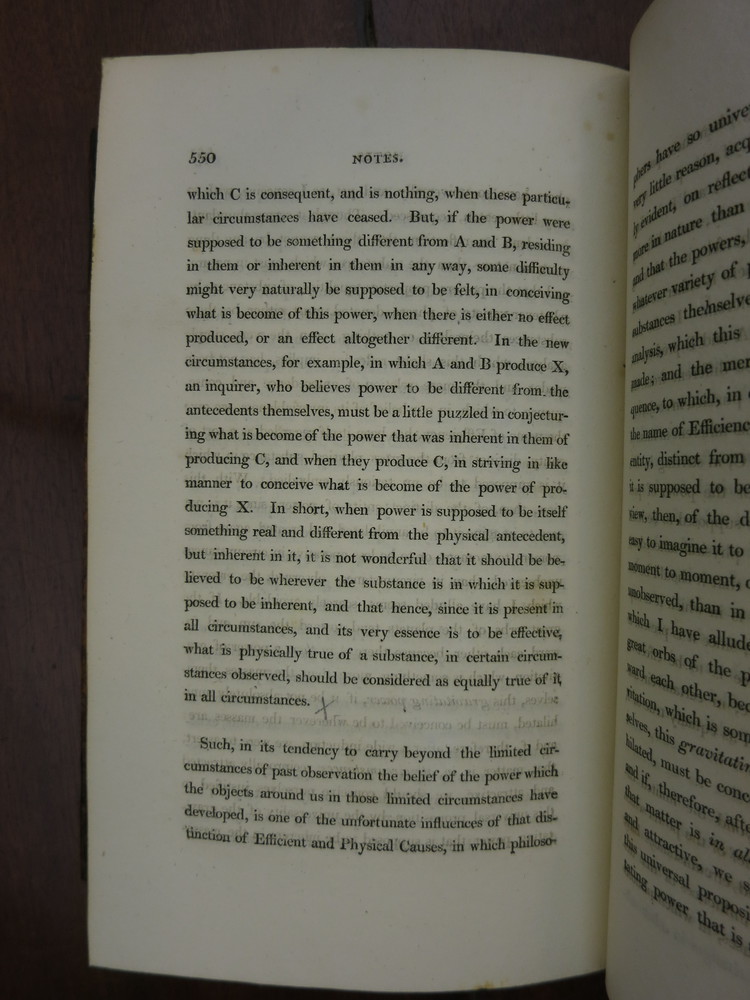 550
NOTES.
which C is consequent, and is nothing, when these particu-
lar circumstances have ceased. But, if the power were
supposed to be something different from A and B, residing
in them or inherent in them in any way, some difficulty
might very naturally be supposed to be felt, in conceiving
what is become of this power, when there is either no effect
produced, or an effect altogether different. In the new
circumstances, for example, in which A and B produce X,
an inquirer, who believes power to be different from the
antecedents themselves, must be a little puzzled in conjectur-
ing what is become of the power that was inherent in them of
producing C, and when they produce C, in striving in like
manner to conceive what is become of the power of pro-
ducing X. In short, when power is supposed to be itself
something real and different from the physical antecedent,
but inherent in it, it is not wonderful that it should be be-
lieved to be wherever the substance is in which it is sup-
posed to be inherent, and that hence, since it is present in
all circumstances, and its very essence is to be effective,
what is physically true of a substance, in certain circum-
stances observed, should be considered as equally true of it,
in all circumstances.
Such, in its tendency to carry beyond the limited cir-
cumstances of past observation the belief of the power which
the objects around us in those limited circumstances have
developed, is one of the unfortunate influences of that dis-
tinction of Efficient and Physical Causes, in which philoso-
phers have so unive
very little reason, acq
ly evident, on reflect
more in nature than
and that the powers,
whatever variety of
substances themselve
analysis, which this
made; and the mer
quence, to which, in
the name of Efficienc
entity, distinct from
it is supposed to be
view, then, of the d
easy to imagine it to
moment to moment, o
unobserved, than in
which I have allude
great orbs of the p
ward each other, bec
vitation, which is som
selves, this gravitatin
hilated, must be conc
and if, therefore, afte
that matter is in al
and attractive, we s
this universal proposi
tating power that is